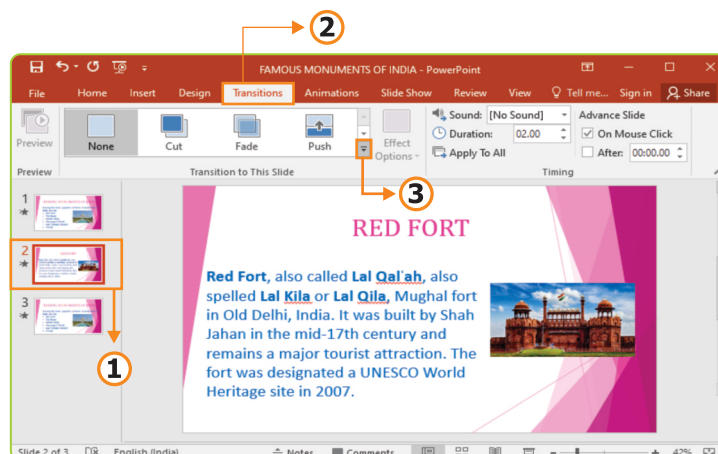 2
FAMOUS MONUMENTS OF INDIA - PowerPoint
File Home Insert Design Transitions Animations Slide Show Review View Tell me... Sign in Share
Preview
None Cut Fade Push
Effect Options
Sound: [No Sound]
Duration: 02.00
Apply To All
Advance Slide
On Mouse Click
After: 00:00.00
Preview Transition to This Slide Timing
3
1
2
3
1
RED FORT
Red Fort, also called Lal Qal'ah, also
spelled Lal Kila or Lal Qila, Mughal fort
in Old Delhi, India. It was built by Shah
Jahan in the mid-17th century and
remains a major tourist attraction. The
fort was designated a UNESCO World
Heritage site in 2007.
Slide 2 of 3 English (India) Notes Comments 42%